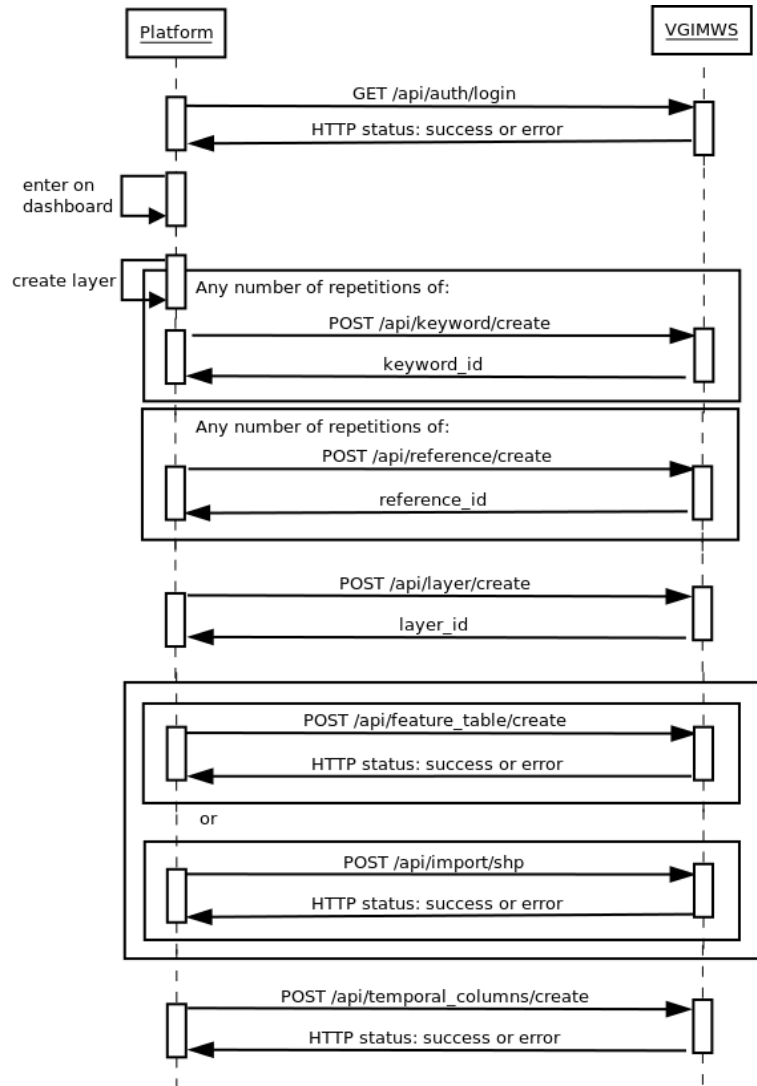 Platform
VGIMWS
GET /api/auth/login
HTTP status: success or error
enter on
dashboard
create layer
Any number of repetitions of:
POST /api/keyword/create
keyword_id
Any number of repetitions of:
POST /api/reference/create
reference_id
POST /api/layer/create
layer_id
POST /api/feature_table/create
HTTP status: success or error
or
POST /api/import/shp
HTTP status: success or error
POST /api/temporal_columns/create
HTTP status: success or error